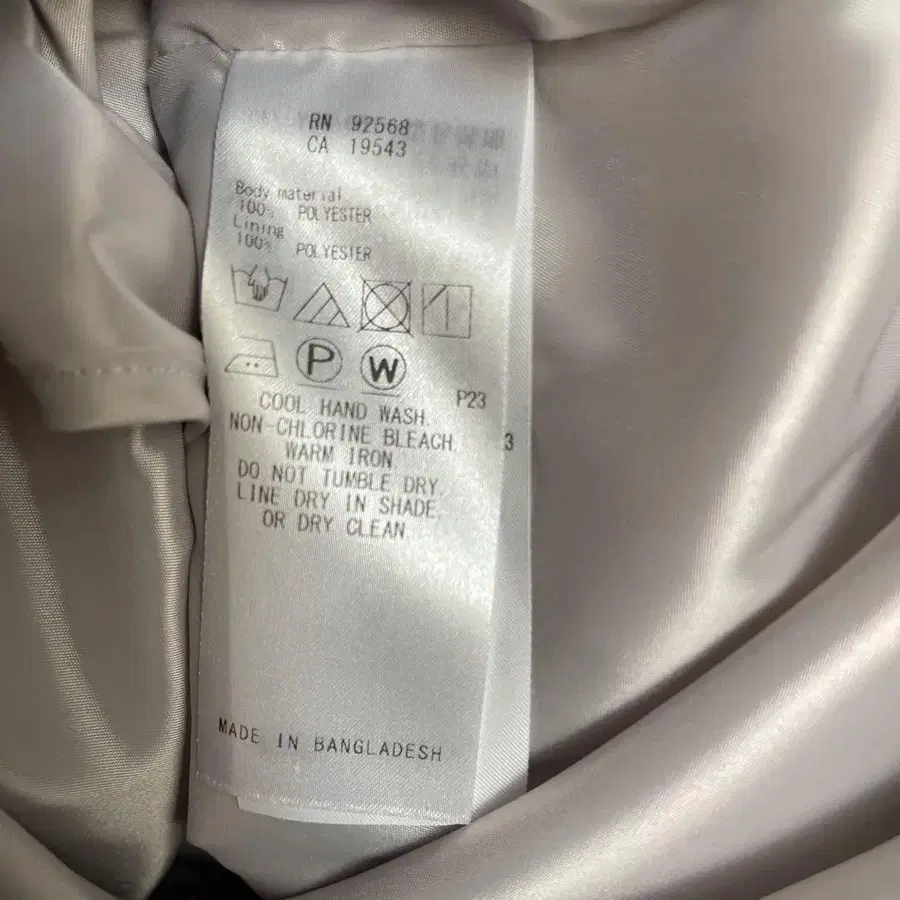 RN 92568
CA 19543
Body material
100% POLYESTER
Lining
100% POLYESTER
P W
P23
COOL HAND WASH.
NON-CHLORINE BLEACH.
3
WARM IRON
DO NOT TUMBLE DRY.
LINE DRY IN SHADE.
OR DRY CLEAN.
MADE IN BANGLADESH